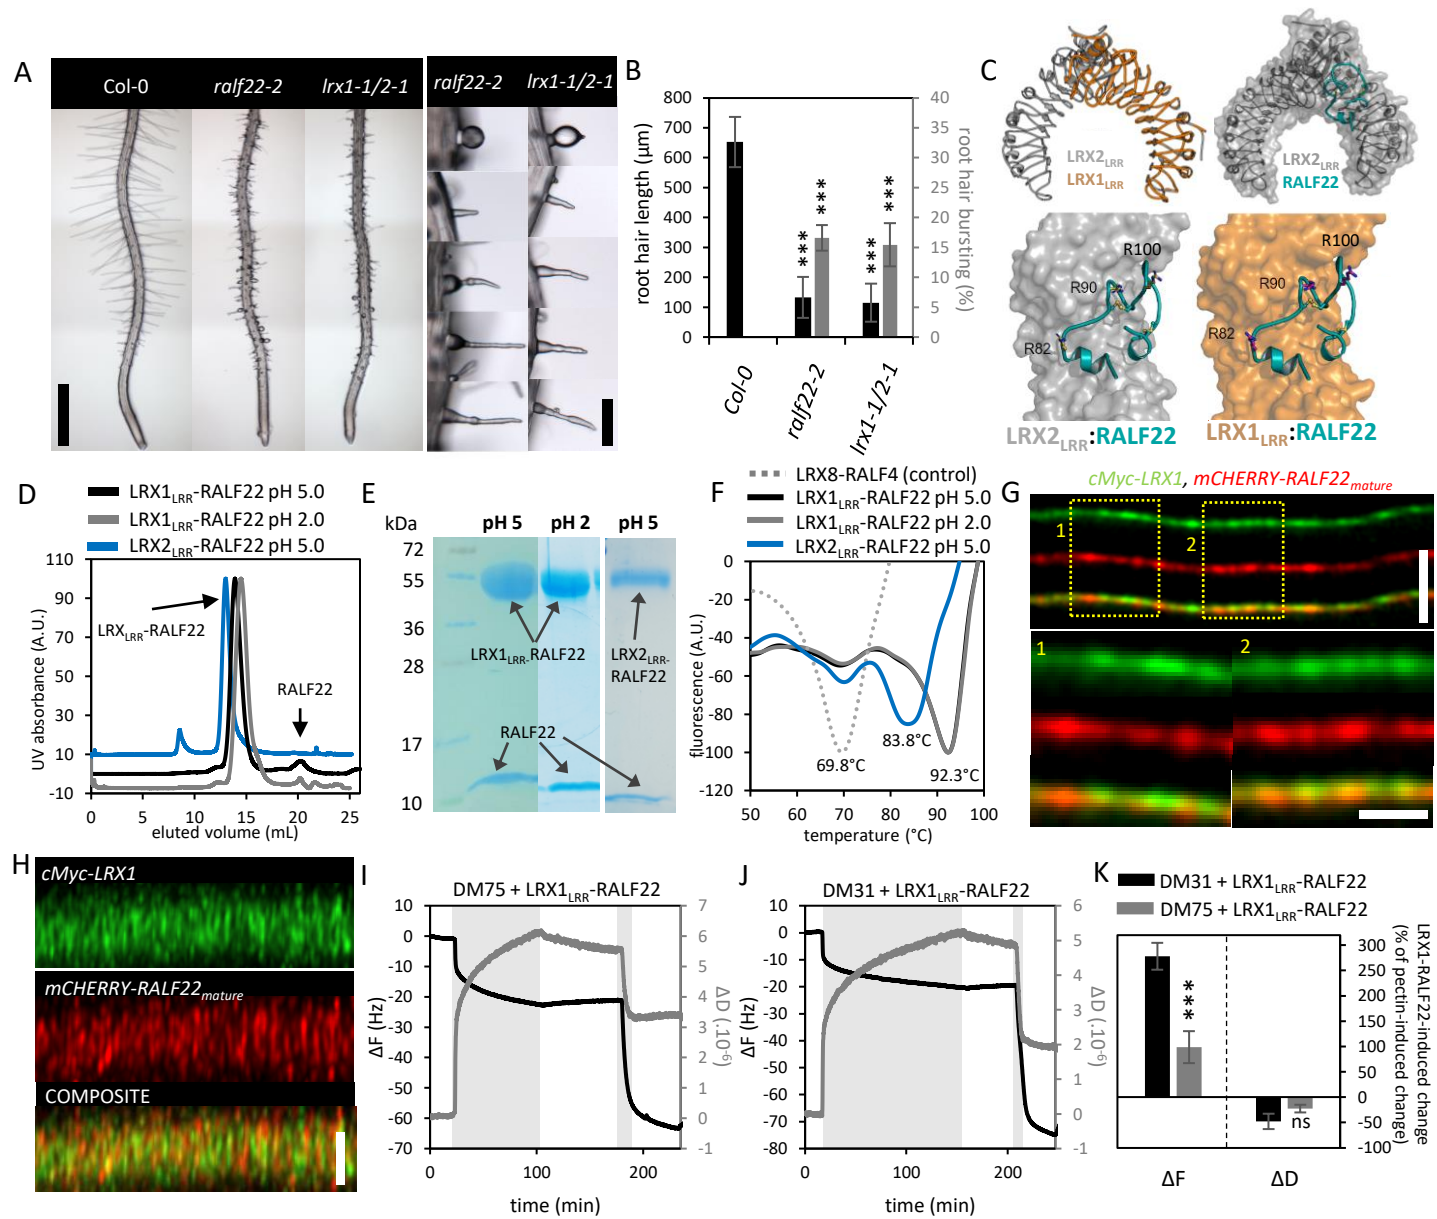 A
Col-0
ralf22-2
lrx1-1/2-1
ralf22-2
lrx1-1/2-1
B
800
700
600
500
400
300
200
100
0
root hair length (µm)
40
35
30
25
20
15
10
5
0
root hair bursting (%)
***
***
***
***
Col-0
ralf22-2
lrx1-1/2-1
C
LRX2LRR
LRX1LRR
LRX2LRR
RALF22
R100
R90
R82
R100
R90
R82
LRX2LRR:RALF22
LRX1LRR:RALF22
D
LRX1LRR-RALF22 pH 5.0
LRX1LRR-RALF22 pH 2.0
LRX2LRR-RALF22 pH 5.0
110
90
70
50
30
10
-10
UV absorbance (A.U.)
LRXLRR-RALF22
RALF22
0
5
10
15
20
25
eluted volume (mL)
E
kDa
pH 5
pH 2
pH 5
72
55
36
28
17
10
LRX1LRR-RALF22
LRX2LRR-
RALF22
RALF22
F
LRX8-RALF4 (control)
LRX1LRR-RALF22 pH 5.0
LRX1LRR-RALF22 pH 2.0
LRX2LRR-RALF22 pH 5.0
0
-20
-40
-60
-80
-100
-120
fluorescence (A.U.)
69.8°C
83.8°C
92.3°C
50
60
70
80
90
100
temperature (°C)
G
cMyc-LRX1, mCHERRY-RALF22mature
1
2
1
2
H
cMyc-LRX1
mCHERRY-RALF22mature
COMPOSITE
I
DM75 + LRX1LRR-RALF22
10
0
-10
-20
-30
-40
-50
-60
-70
ΔF (Hz)
7
6
5
4
3
2
1
0
-1
ΔD (.10-6)
0
100
200
time (min)
J
DM31 + LRX1LRR-RALF22
10
0
-10
-20
-30
-40
-50
-60
-70
-80
ΔF (Hz)
6
5
4
3
2
1
0
-1
ΔD (.10-6)
0
100
200
time (min)
K
DM31 + LRX1LRR-RALF22
DM75 + LRX1LRR-RALF22
***
ns
300
250
200
150
100
50
0
-50
-100
LRX1-RALF22-induced change
(% of pectin-induced change)
ΔF
ΔD